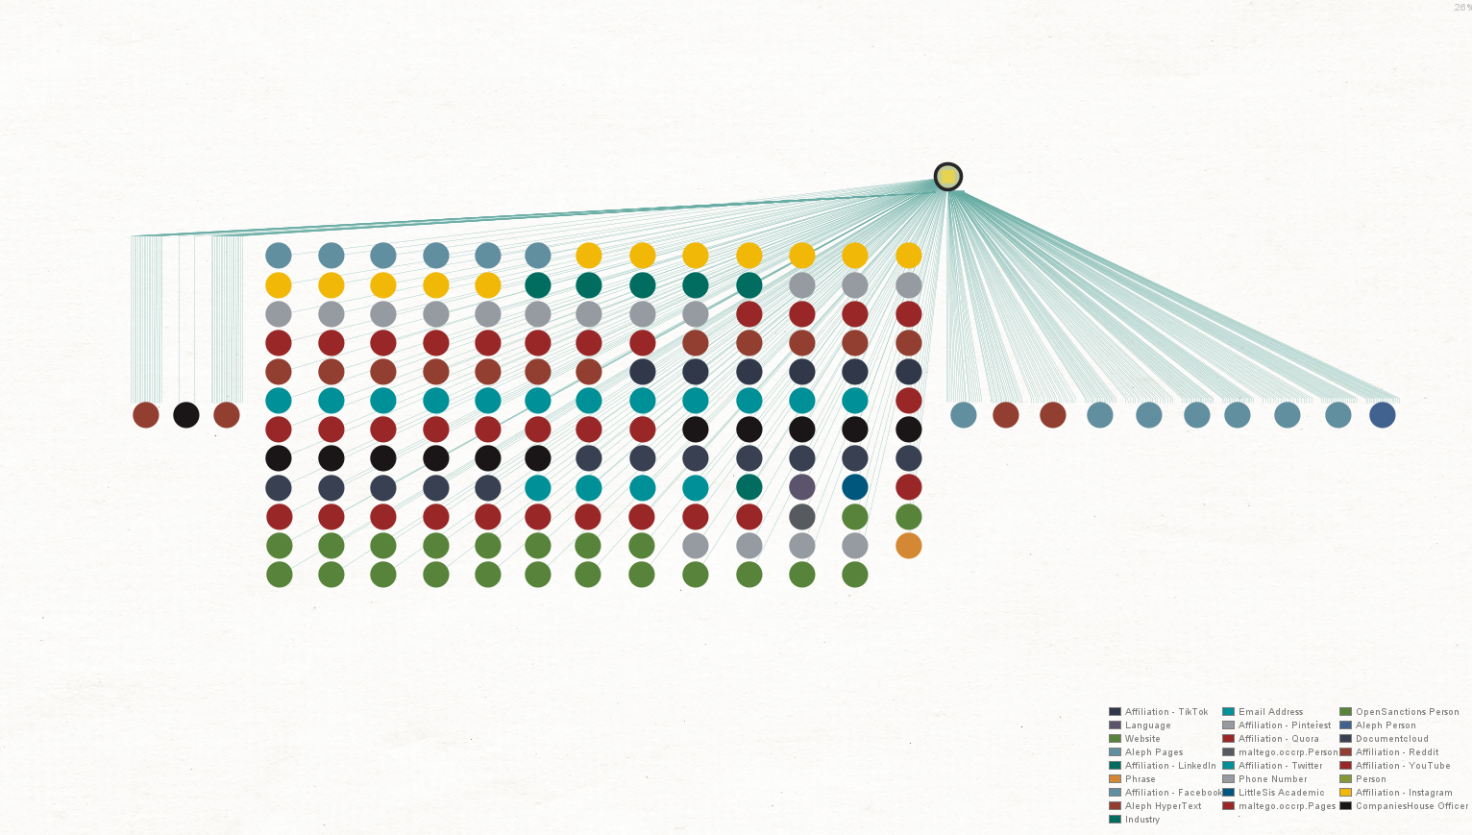 26%
Affiliation - TikTok Email Address OpenSanctions Person
Language Affiliation - Pinterest Aleph Person
Website Affiliation - Quora Documentcloud
Aleph Pages maltego.occrp.Person Affiliation - Reddit
Affiliation - LinkedIn Affiliation - Twitter Affiliation - YouTube
Phrase Phone Number Person
Affiliation - Facebook LittleSis Academic Affiliation - Instagram
Aleph HyperText maltego.occrp.Pages CompaniesHouse Officer
Industry